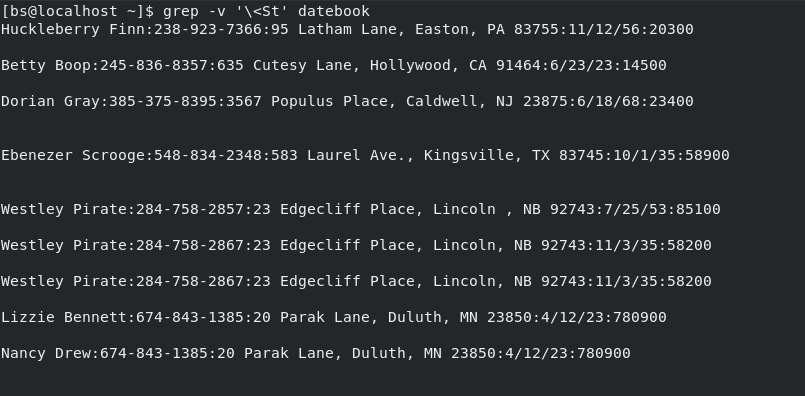 [bs@localhost ~]$ grep -v '\<St' datebook
Huckleberry Finn:238-923-7366:95 Latham Lane, Easton, PA 83755:11/12/56:20300
Betty Boop:245-836-8357:635 Cutesy Lane, Hollywood, CA 91464:6/23/23:14500
Dorian Gray:385-375-8395:3567 Populus Place, Caldwell, NJ 23875:6/18/68:23400
Ebenezer Scrooge:548-834-2348:583 Laurel Ave., Kingsville, TX 83745:10/1/35:58900
Westley Pirate:284-758-2857:23 Edgecliff Place, Lincoln , NB 92743:7/25/53:85100
Westley Pirate:284-758-2867:23 Edgecliff Place, Lincoln, NB 92743:11/3/35:58200
Westley Pirate:284-758-2867:23 Edgecliff Place, Lincoln, NB 92743:11/3/35:58200
Lizzie Bennett:674-843-1385:20 Parak Lane, Duluth, MN 23850:4/12/23:780900
Nancy Drew:674-843-1385:20 Parak Lane, Duluth, MN 23850:4/12/23:780900